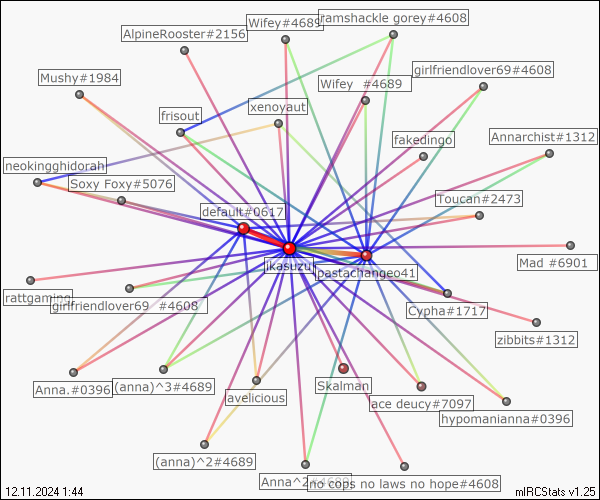 Wifey#4689
ramshackle gorey#4608
AlpineRooster#2156
Mushy#1984
Wifey #4689
girlfriendlover69#4608
frisout
xenoyaut
fakedingo
Annarchist#1312
neokingghidorah
Soxy Foxy#5076
Toucan#2473
default#0617
jikasuzu
pastachangeo41
Mad #6901
rattgaming
girlfriendlover69 #4608
Cypha#1717
zibbits#1312
Anna.#0396
(anna)^3#4689
avelicious
Skalman
ace deucy#7097
hypomanianna#0396
(anna)^2#4689
Anna^2
no cops no laws no hope#4608
12.11.2024 1:44
mIRCStats v1.25